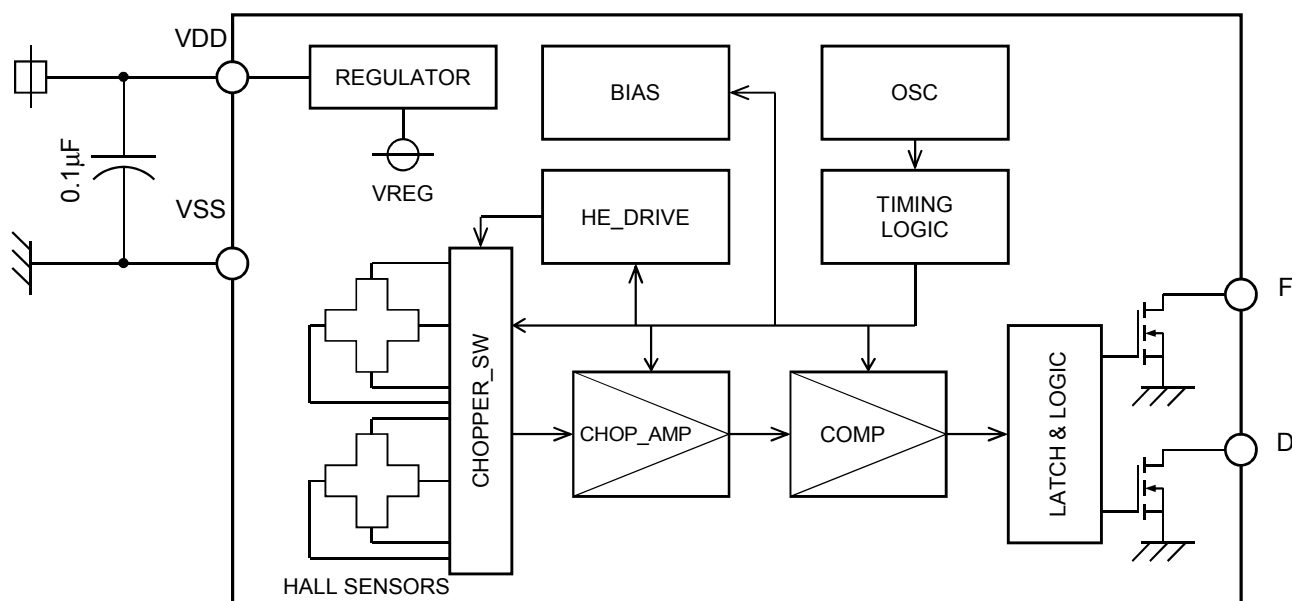 VDD
REGULATOR
BIAS
OSC
0.1µF
VREG
VSS
HE_DRIVE
TIMING
LOGIC
F
CHOPPER_SW
CHOP_AMP
COMP
LATCH & LOGIC
D
HALL SENSORS